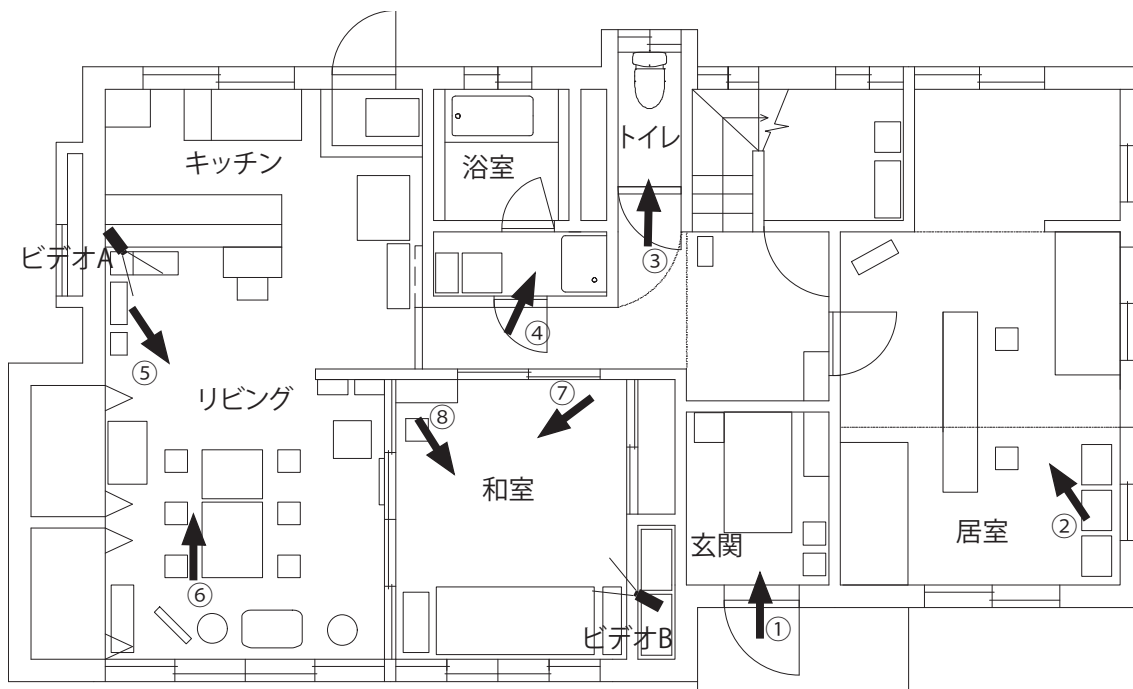 トイレ
キッチン
浴室
ビデオA
③
④
⑤
リビング
⑧
⑦
和室
②
居室
玄関
⑥
ビデオB
①